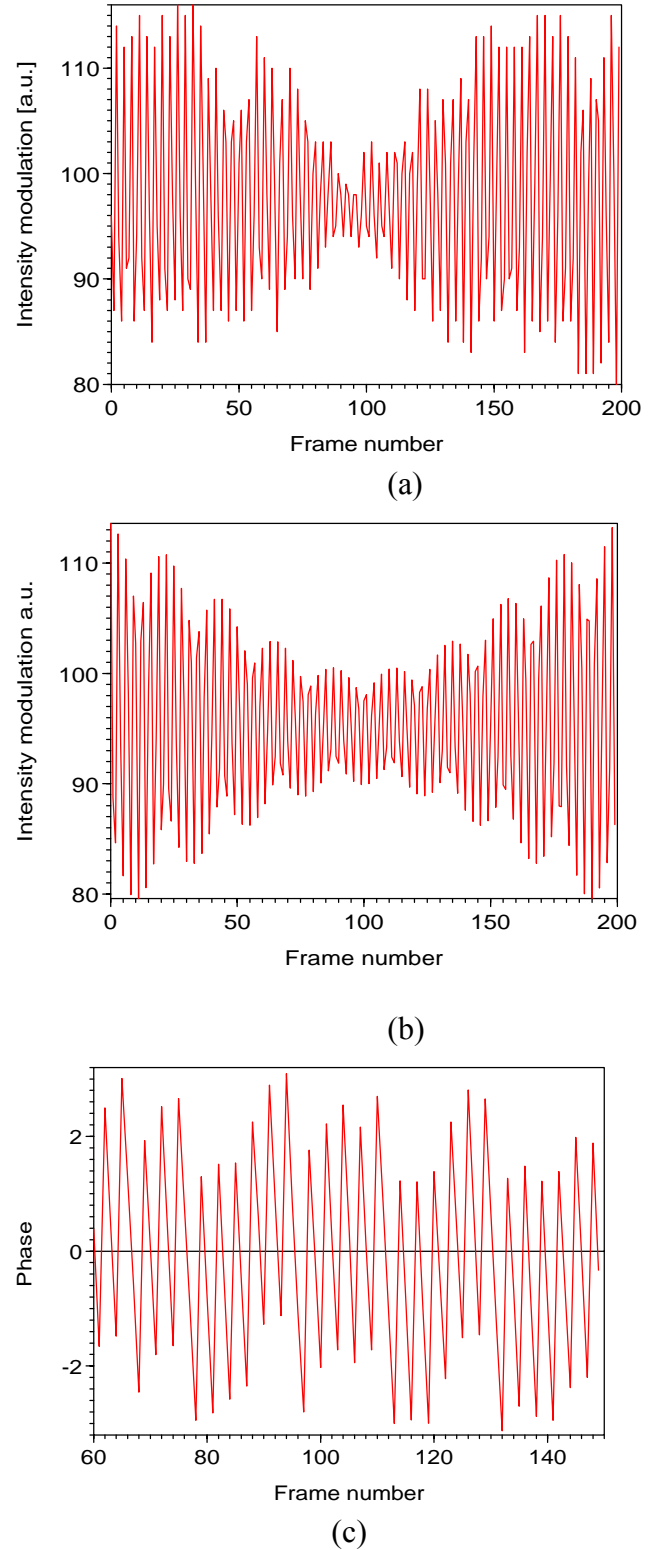 110
100
90
80
Intensity modulation [a.u.]
0 50 100 150 200
Frame number
(a)
110
100
90
80
Intensity modulation a.u.
0 50 100 150 200
Frame number
(b)
2
0
-2
Phase
60 80 100 120 140
Frame number
(c)